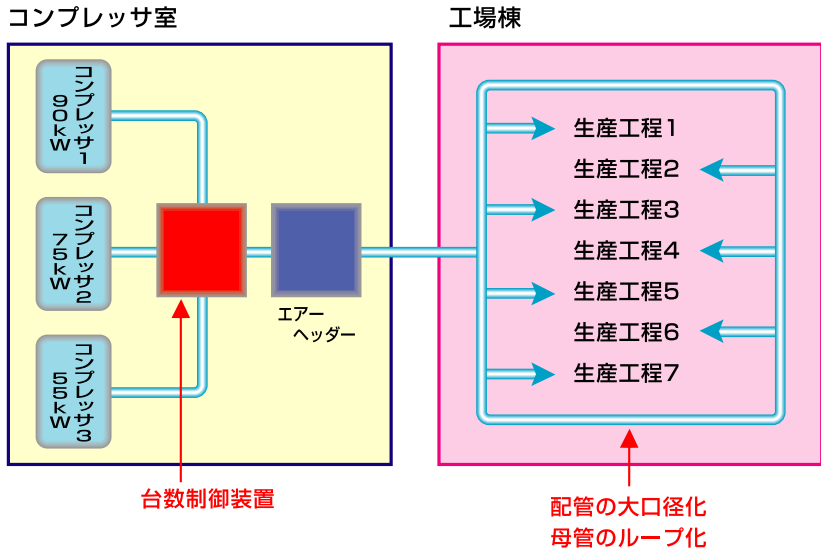 コンプレッサ室
工場棟
コンプレッサ1
90kW
コンプレッサ2
75kW
コンプレッサ3
55kW
エアー
ヘッダー
生産工程1
生産工程2
生産工程3
生産工程4
生産工程5
生産工程6
生産工程7
台数制御装置
配管の大口径化
母管のループ化